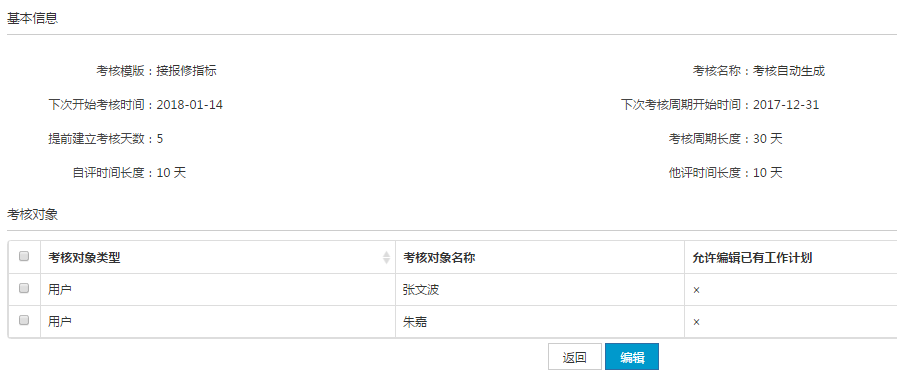 基本信息
考核模版：接报修指标 考核名称：考核自动生成
下次开始考核时间：2018-01-14 下次考核周期开始时间：2017-12-31
提前建立考核天数：5 考核周期长度：30 天
自评时间长度：10 天 他评时间长度：10 天
考核对象
考核对象类型 考核对象名称 允许编辑已有工作计划
用户 张文波 ×
用户 朱嘉 ×
返回 编辑